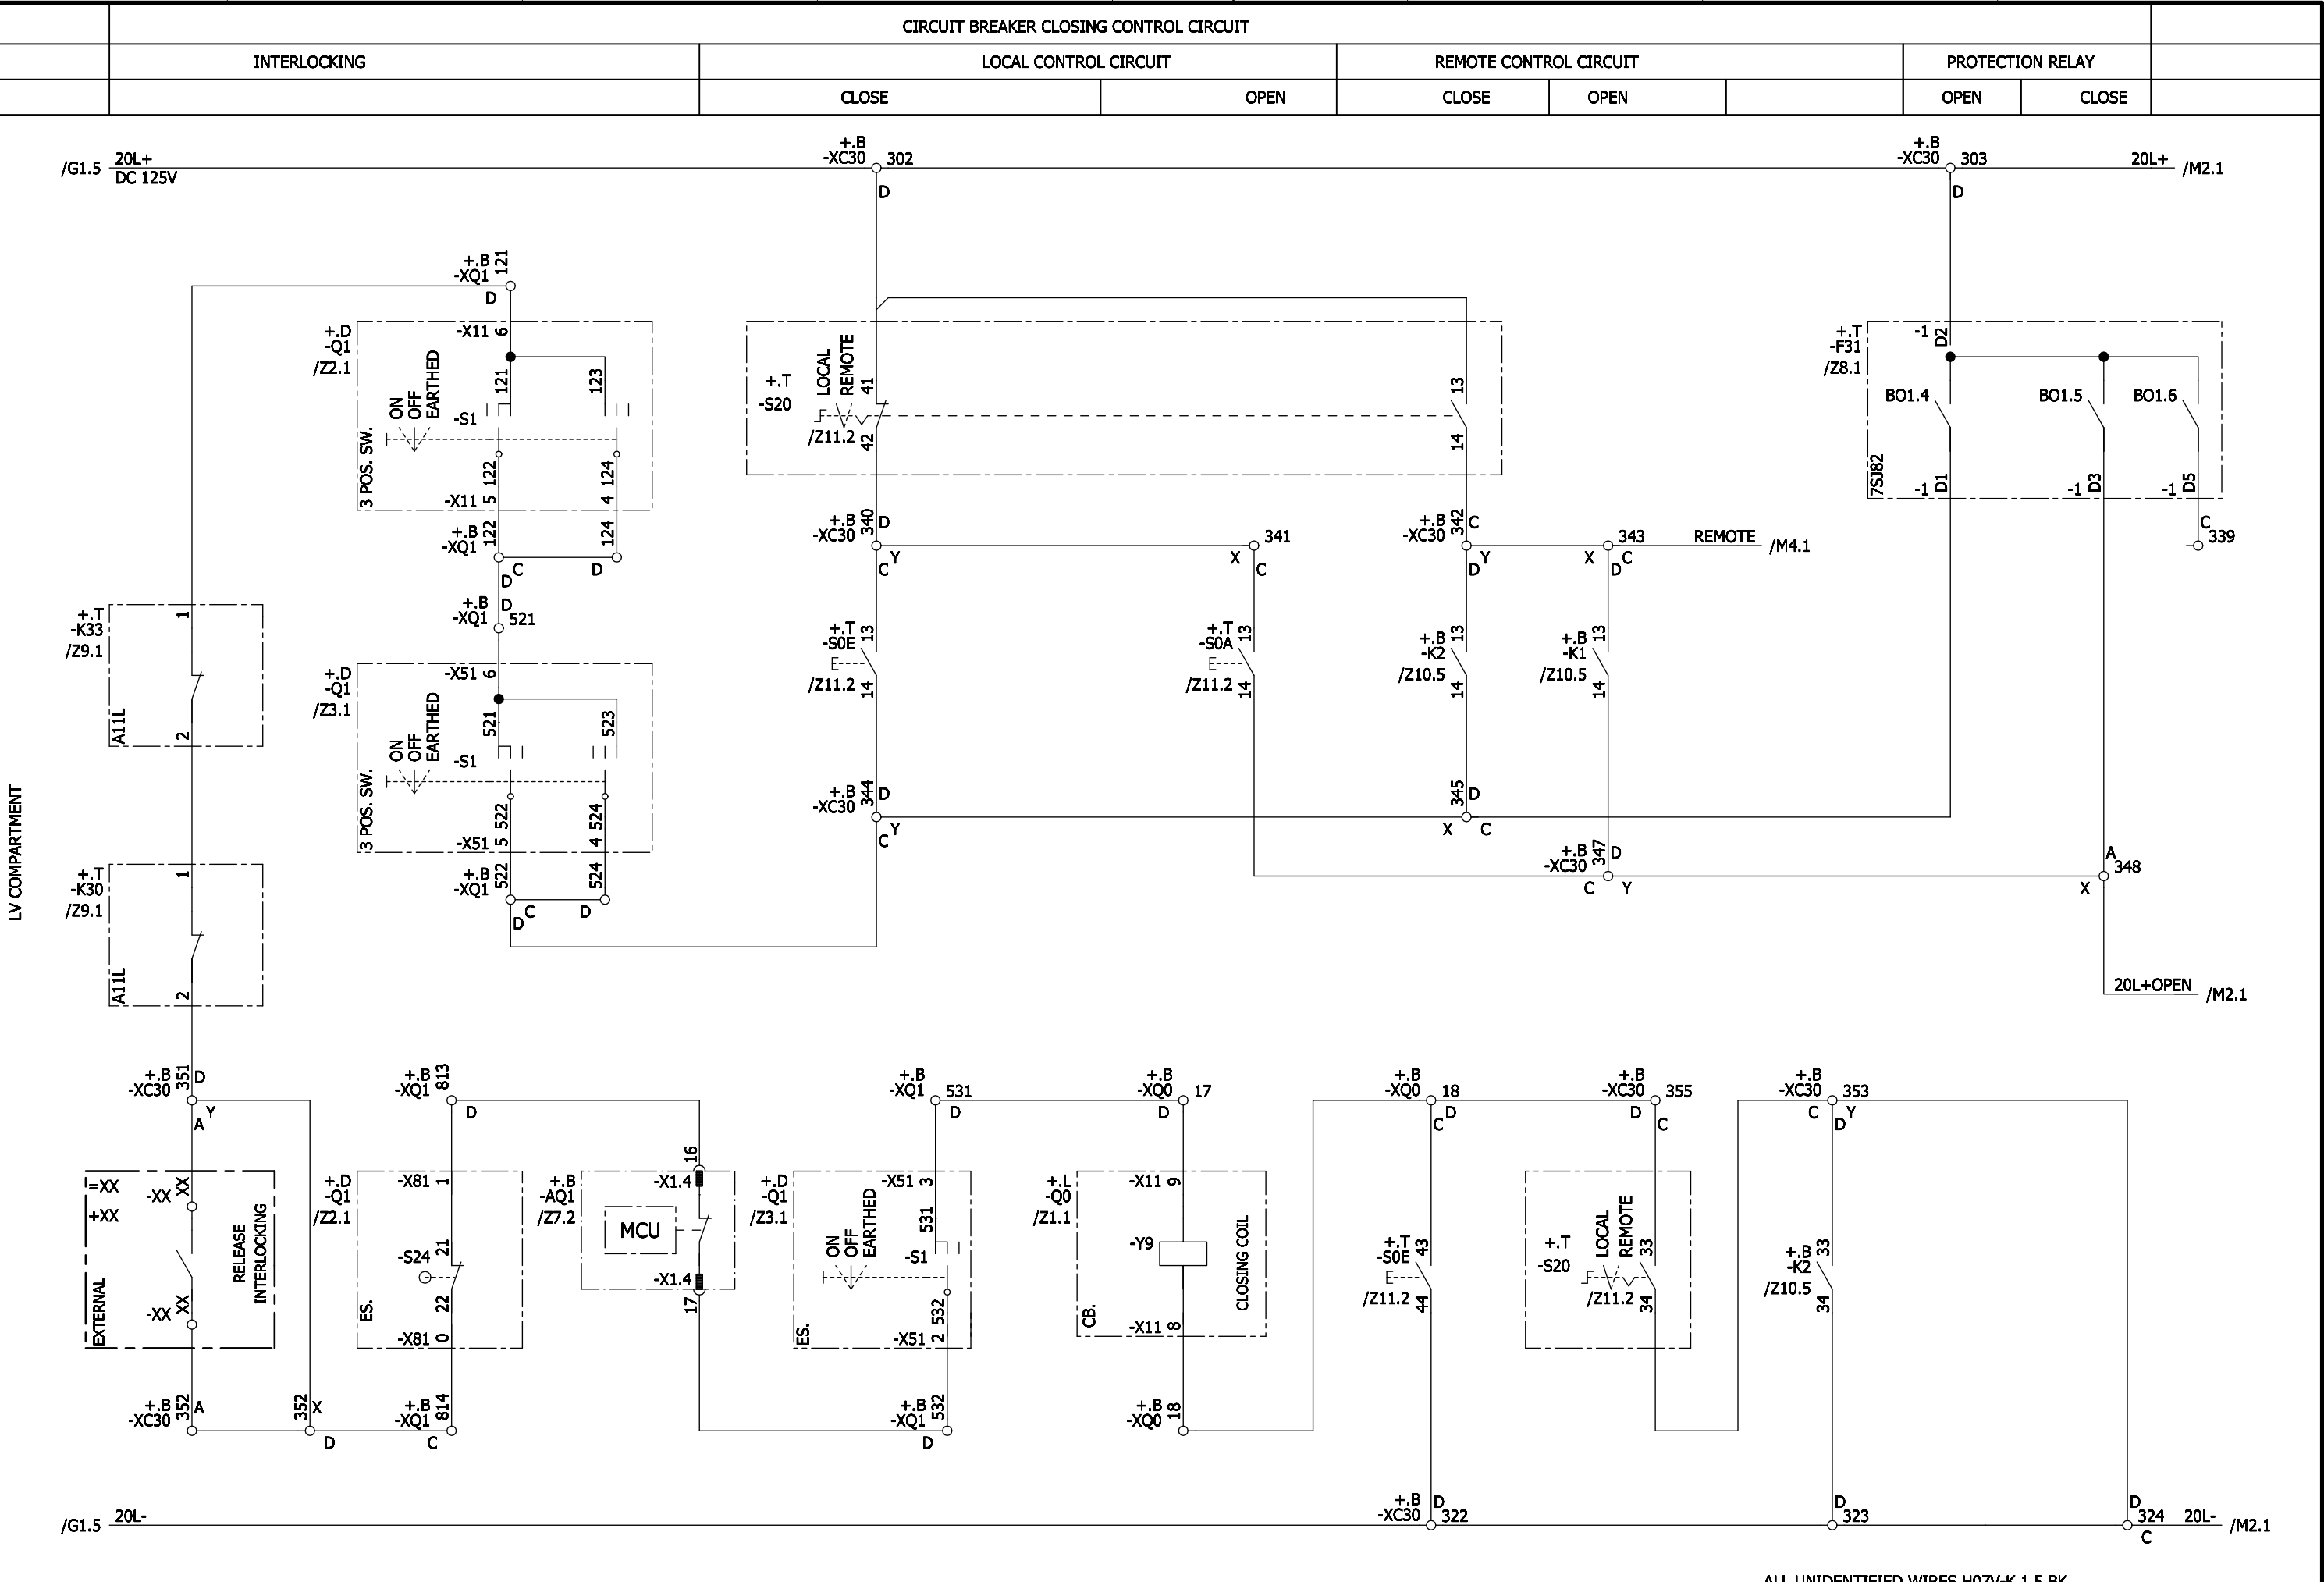 CIRCUIT BREAKER CLOSING CONTROL CIRCUIT
INTERLOCKING
LOCAL CONTROL CIRCUIT
REMOTE CONTROL CIRCUIT
PROTECTION RELAY
CLOSE
OPEN
CLOSE
OPEN
OPEN
CLOSE
/G1.5
20L+
DC 125V
+.B
-XC30
302
D
+.B
-XC30
303
D
20L+
/M2.1
+.B
-XQ1
121
D
+.D
-Q1
/Z2.1
3 POS. SW.
ON
OFF
EARTHED
-X11
6
121
123
-S1
122
124
-X11
5
4
+.B
-XQ1
122
124
C
D
D
+.B
-XQ1
D
521
+.D
-Q1
/Z3.1
3 POS. SW.
ON
OFF
EARTHED
-X51
6
521
523
-S1
522
524
-X51
5
4
+.B
-XQ1
522
524
C
D
D
+.T
-K33
/Z9.1
A11L
1
2
LV COMPARTMENT
+.T
-K30
/Z9.1
A11L
1
2
+.T
-S20
LOCAL
REMOTE
41
/Z11.2
42
13
14
+.B
-XC30
340
D
Y
C
341
X
C
+.B
-XC30
342
C
Y
D
343
X
C
D
REMOTE
/M4.1
+.T
-S0E
13
/Z11.2
14
+.T
-S0A
13
/Z11.2
14
+.B
-K2
13
/Z10.5
14
+.B
-K1
13
/Z10.5
14
+.B
-XC30
344
D
Y
C
345
D
X
C
+.B
-XC30
347
D
C
Y
A
348
X
20L+OPEN
/M2.1
+.T
-F31
/Z8.1
7SJ82
-1
D2
BO1.4
BO1.5
BO1.6
-1
D1
-1
D3
-1
D5
C
339
+.B
-XC30
351
D
Y
A
=XX
+XX
EXTERNAL
-XX
XX
RELEASE
INTERLOCKING
-XX
XX
+.B
-XC30
352
A
352
X
D
+.B
-XQ1
813
D
+.D
-Q1
/Z2.1
ES.
-X81
1
21
-S24
22
-X81
0
+.B
-XQ1
814
C
+.B
-AQ1
/Z7.2
16
-X1.4
MCU
-X1.4
17
+.B
-XQ1
531
D
+.D
-Q1
/Z3.1
ES.
ON
OFF
EARTHED
-X51
3
531
-S1
532
-X51
2
+.B
-XQ1
532
D
+.B
-XQ0
17
D
+.L
-Q0
/Z1.1
CB.
-X11
9
-Y9
-X11
8
CLOSING COIL
+.B
-XQ0
18
+.B
-XQ0
18
D
C
+.T
-S0E
43
/Z11.2
44
+.B
-XC30
355
D
C
+.T
-S20
LOCAL
REMOTE
33
/Z11.2
34
+.B
-XC30
353
C
Y
D
+.B
-K2
33
/Z10.5
34
/G1.5
20L-
+.B
-XC30
D
322
D
323
D
324
C
20L-
/M2.1
ALL UNIDENTIFIED WIRES H07V-K 1.5 BK